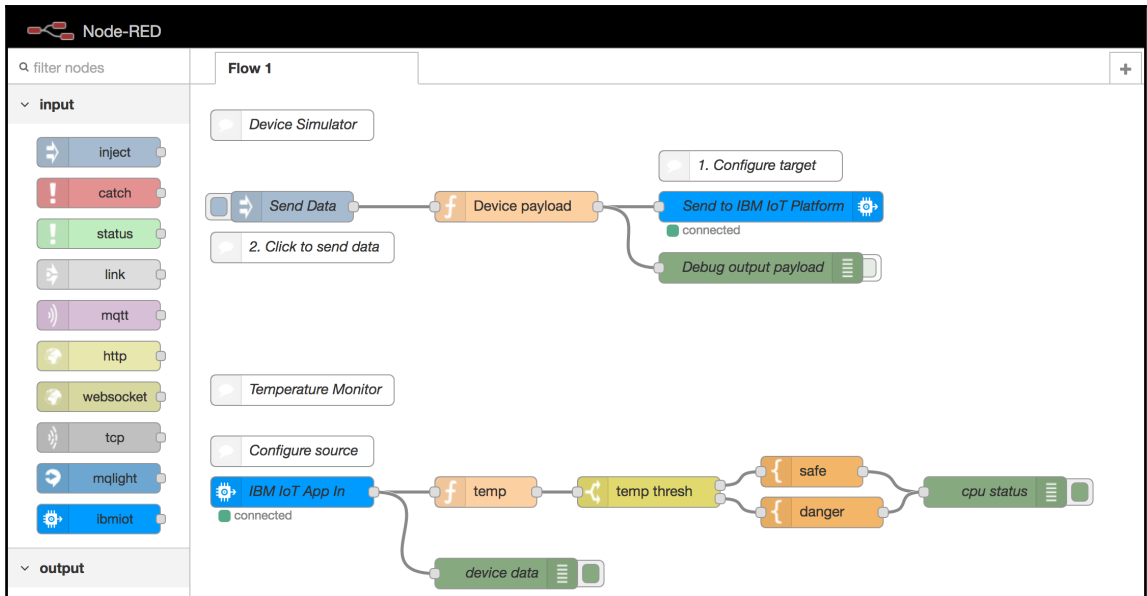 Node-RED
filter nodes
Flow 1
+
input
inject
catch
status
link
mqtt
http
websocket
tcp
mqlight
ibmiot
output
Device Simulator
1. Configure target
Send Data
Device payload
Send to IBM IoT Platform
connected
2. Click to send data
Debug output payload
Temperature Monitor
Configure source
IBM IoT App In
connected
temp
temp thresh
safe
danger
cpu status
device data